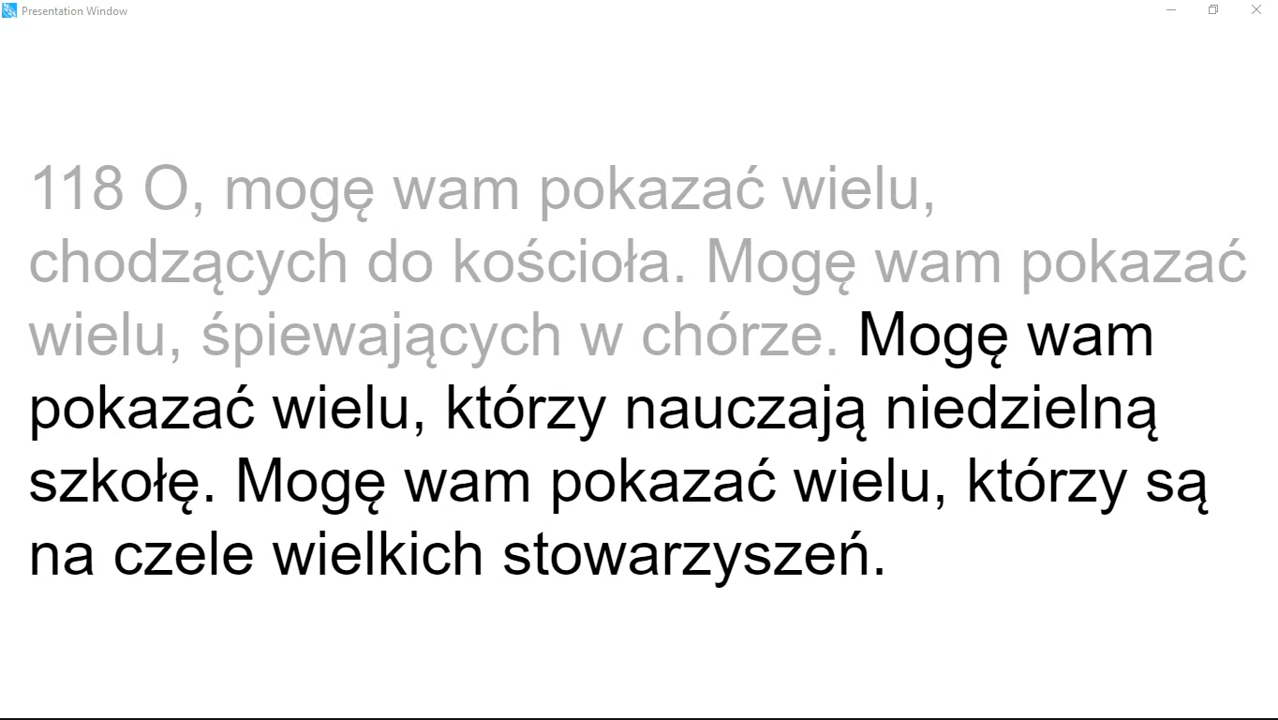 Presentation Window
118 O, mogę wam pokazać wielu,
chodzących do kościoła. Mogę wam pokazać
wielu, śpiewających w chórze. Mogę wam
pokazać wielu, którzy nauczają niedzielną
szkołę. Mogę wam pokazać wielu, którzy są
na czele wielkich stowarzyszeń.